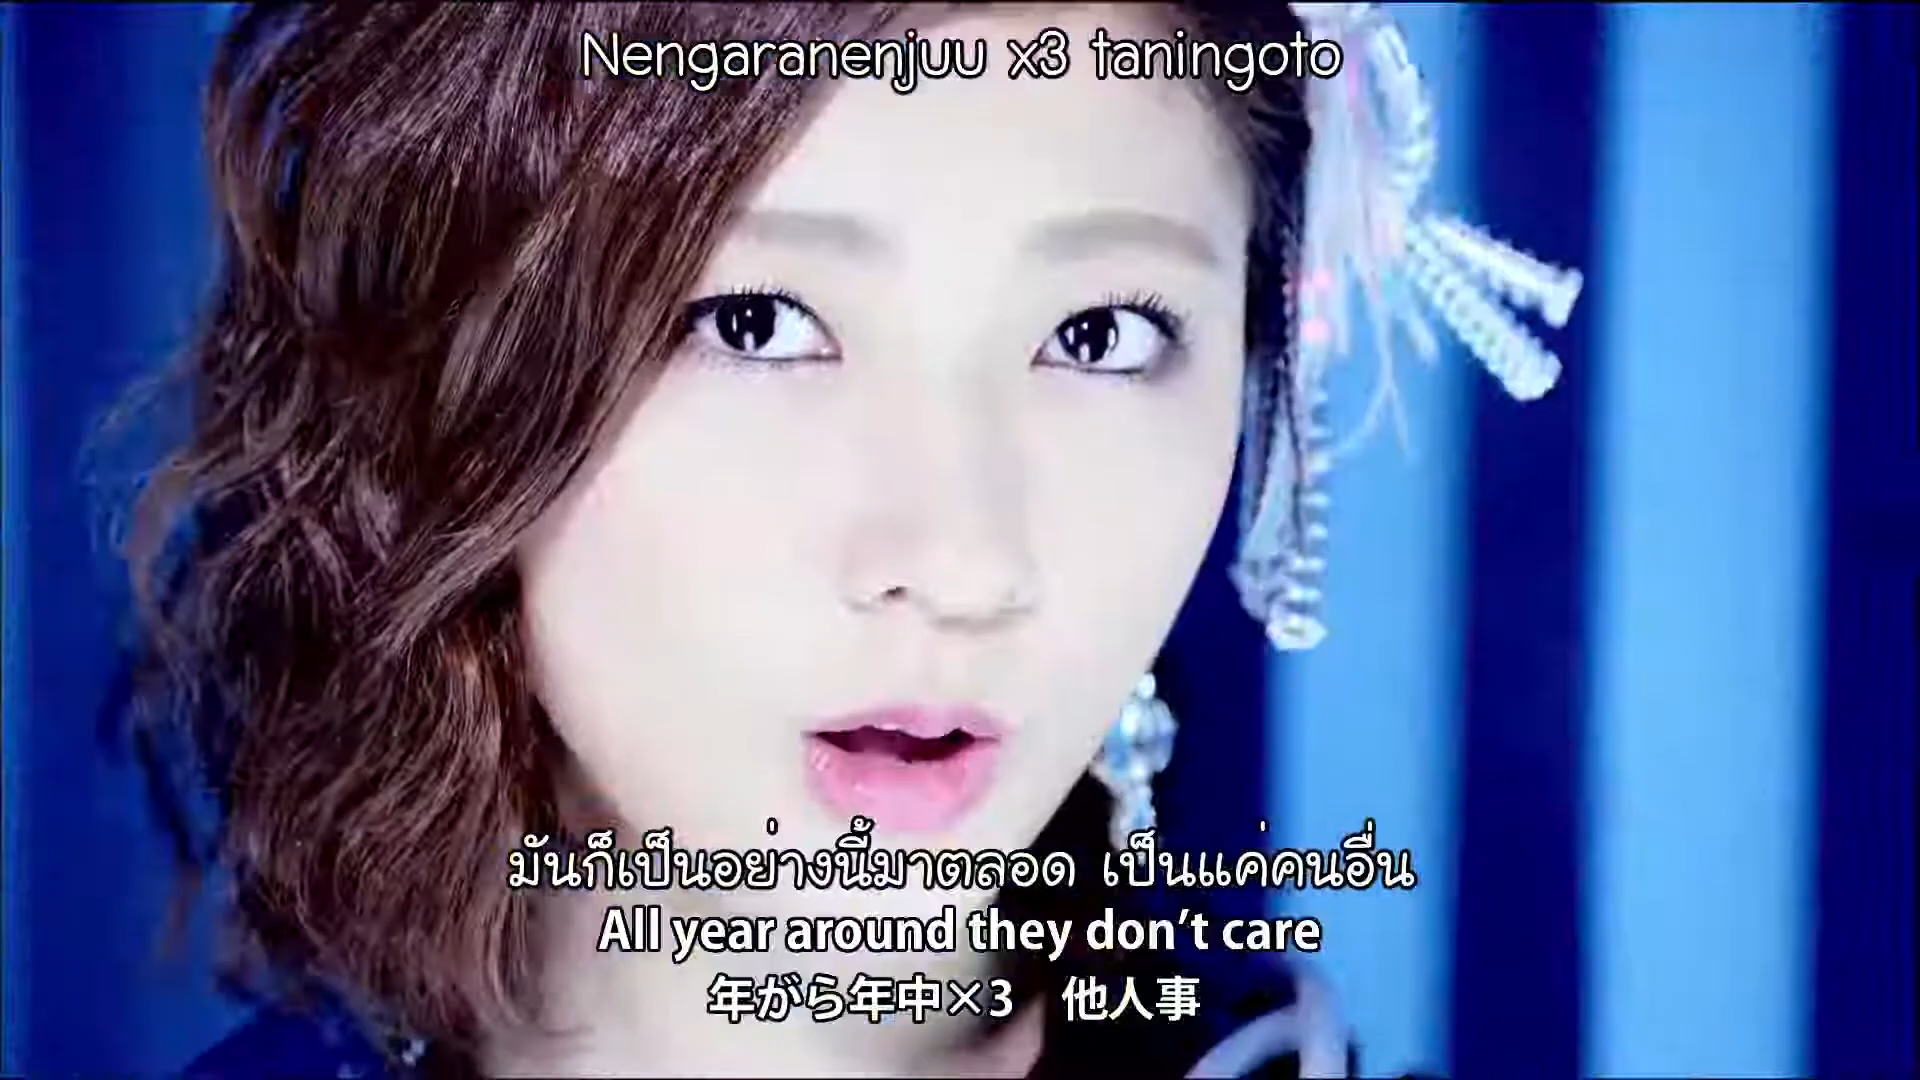 Nengaranenjuu x3 taningoto
มันก็เป็นอย่างนี้มาตลอด เป็นแค่คนอื่น
All year around they don't care
年がら年中×3　他人事